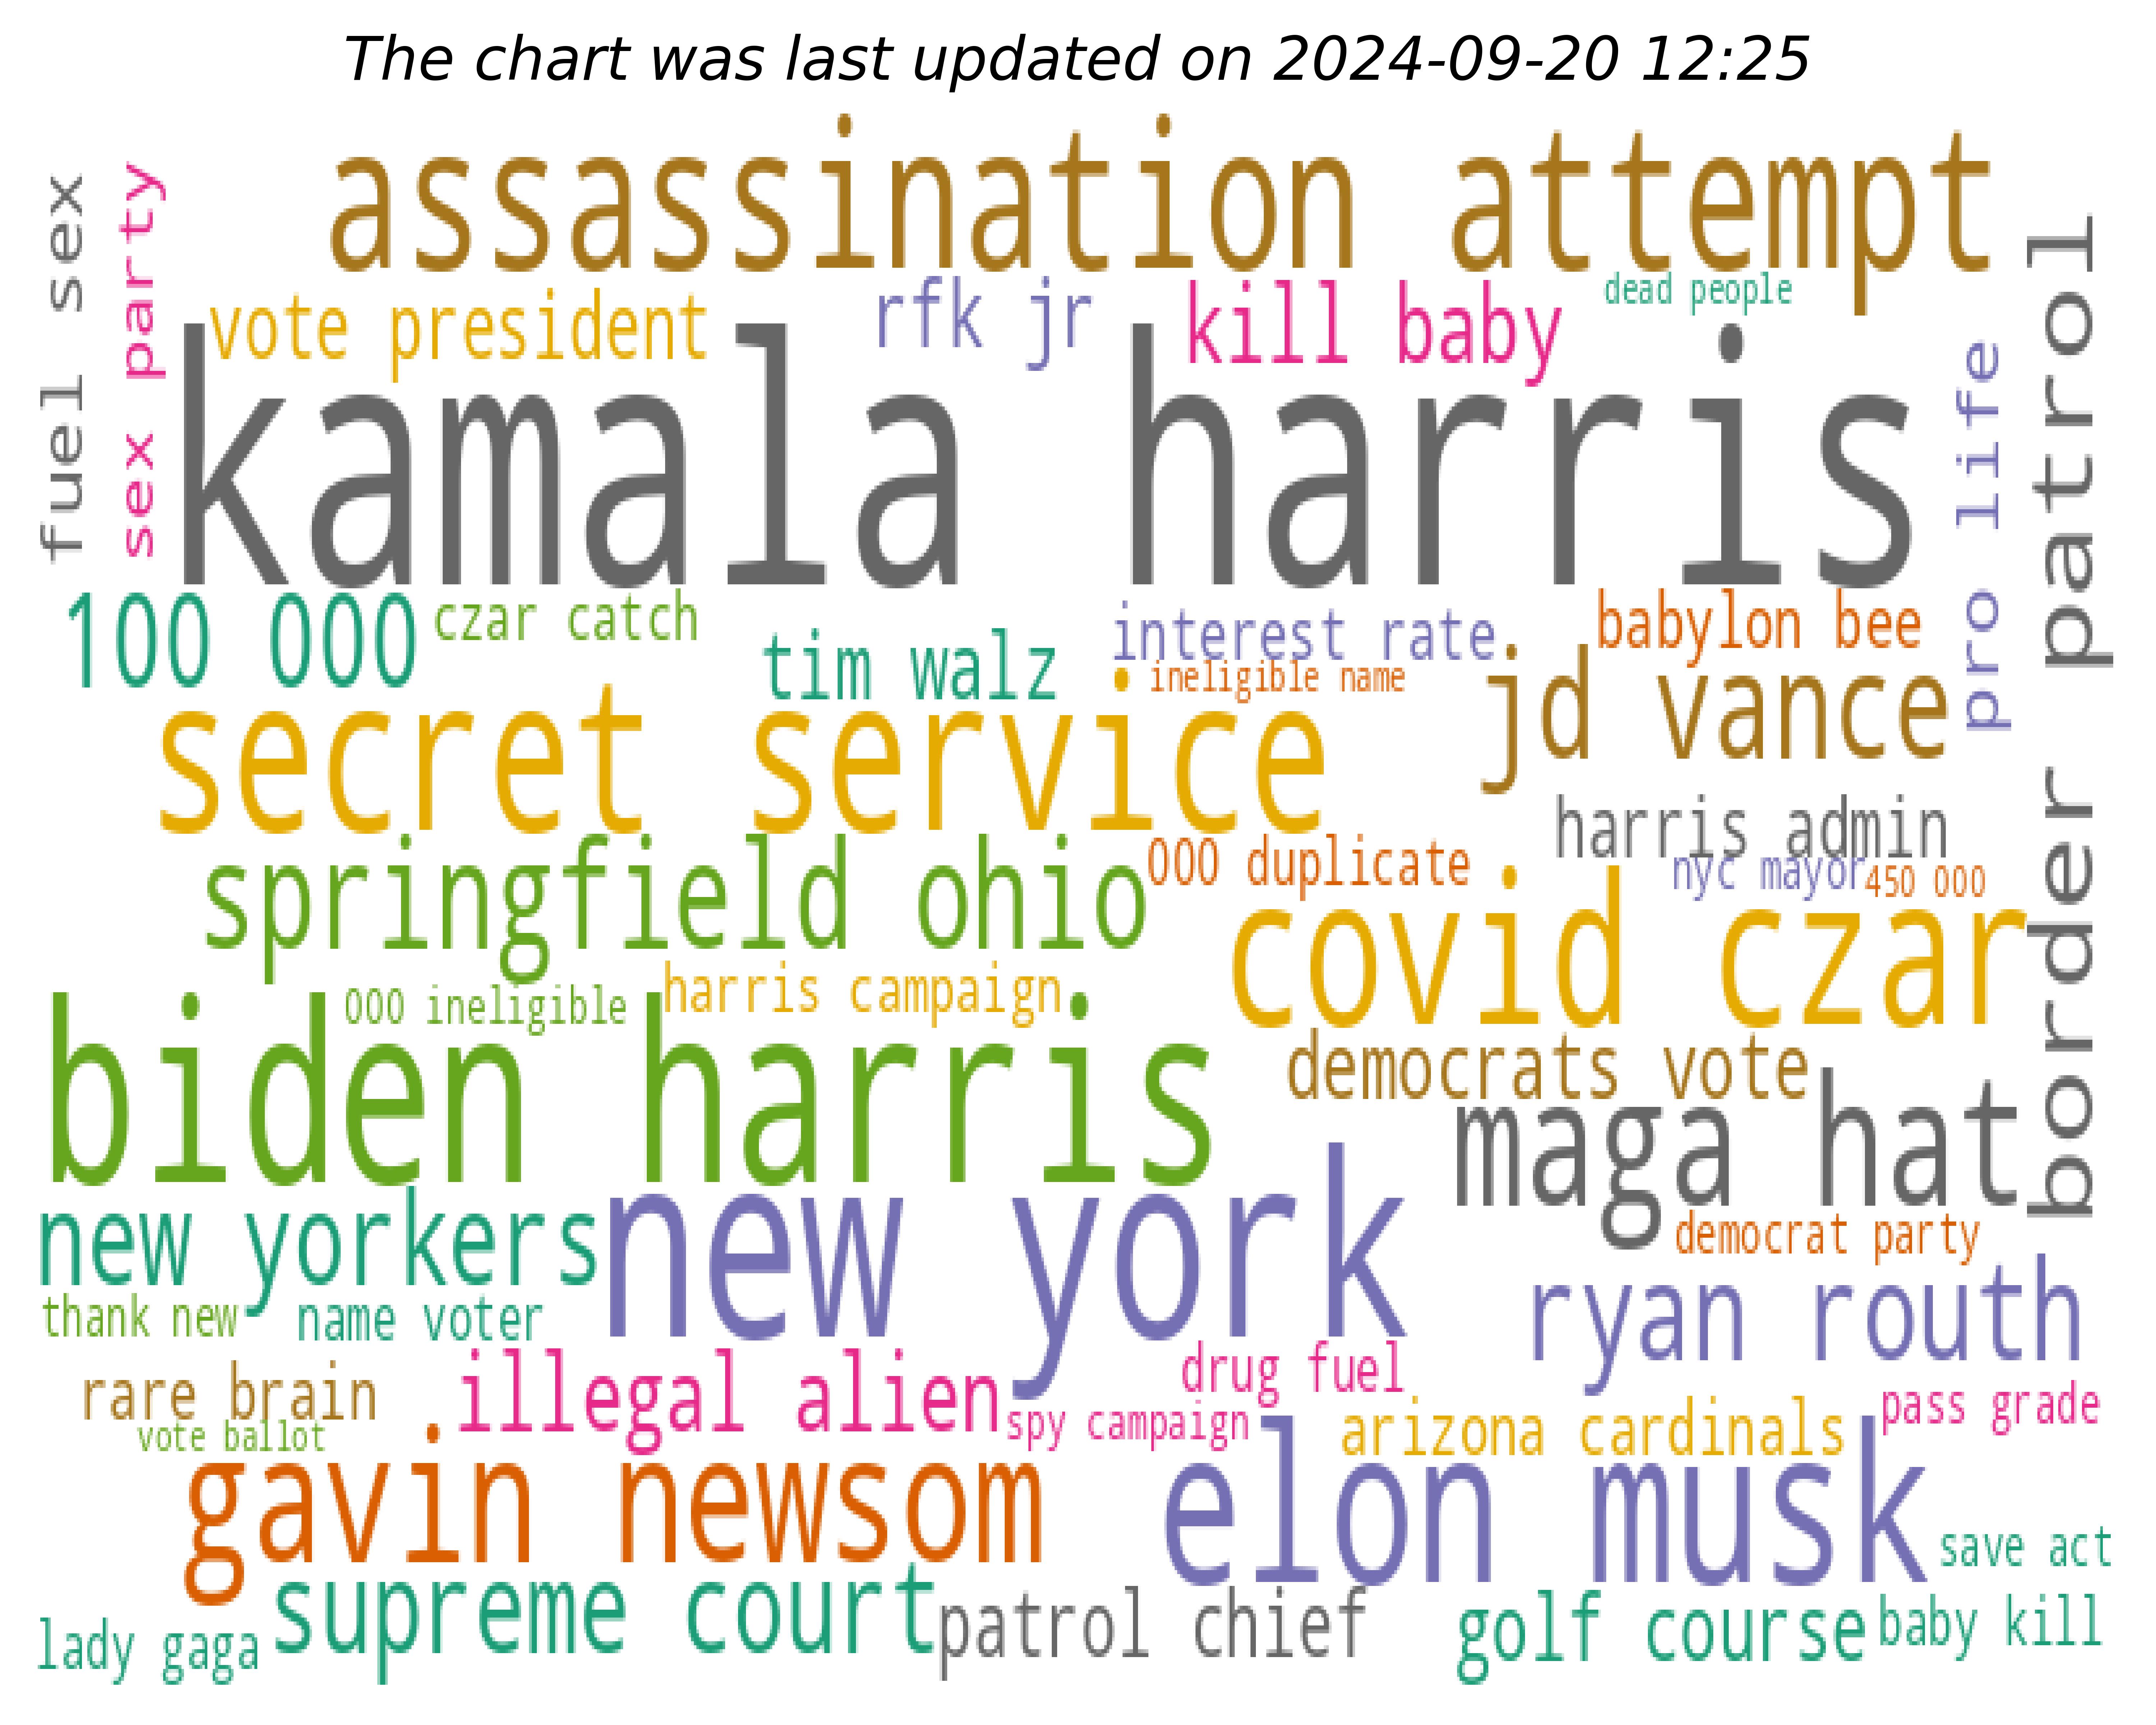 The chart was last updated on 2024-09-20 12:25
assassination attempt
fuel sex
sex party
vote president
rfk jr
kill baby
dead people
kamala harris
pro life
border patrol
100 000
czar catch
tim walz
interest rate
babylon bee
ineligible name
jd vance
secret service
harris admin
springfield ohio
000 duplicate
nyc mayor
450 000
covid czar
000 ineligible
harris campaign
biden harris
democrats vote
maga hat
new yorkers
new york
democrat party
thank new
name voter
ryan routh
rare brain
illegal alien
drug fuel
vote ballot
spy campaign
arizona cardinals
pass grade
gavin newsom
elon musk
save act
lady gaga
supreme court
patrol chief
golf course
baby kill